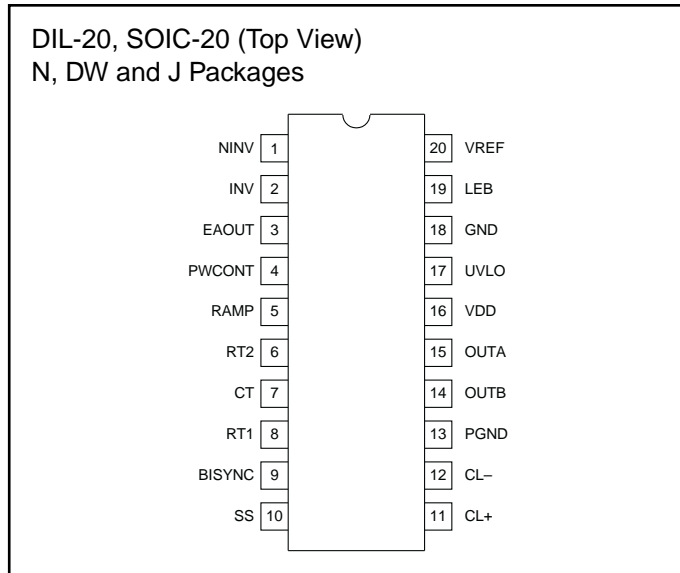 DIL-20, SOIC-20 (Top View)
N, DW and J Packages
NINV 1 20 VREF
INV 2 19 LEB
EAOUT 3 18 GND
PWCONT 4 17 UVLO
RAMP 5 16 VDD
RT2 6 15 OUTA
CT 7 14 OUTB
RT1 8 13 PGND
BISYNC 9 12 CL–
SS 10 11 CL+